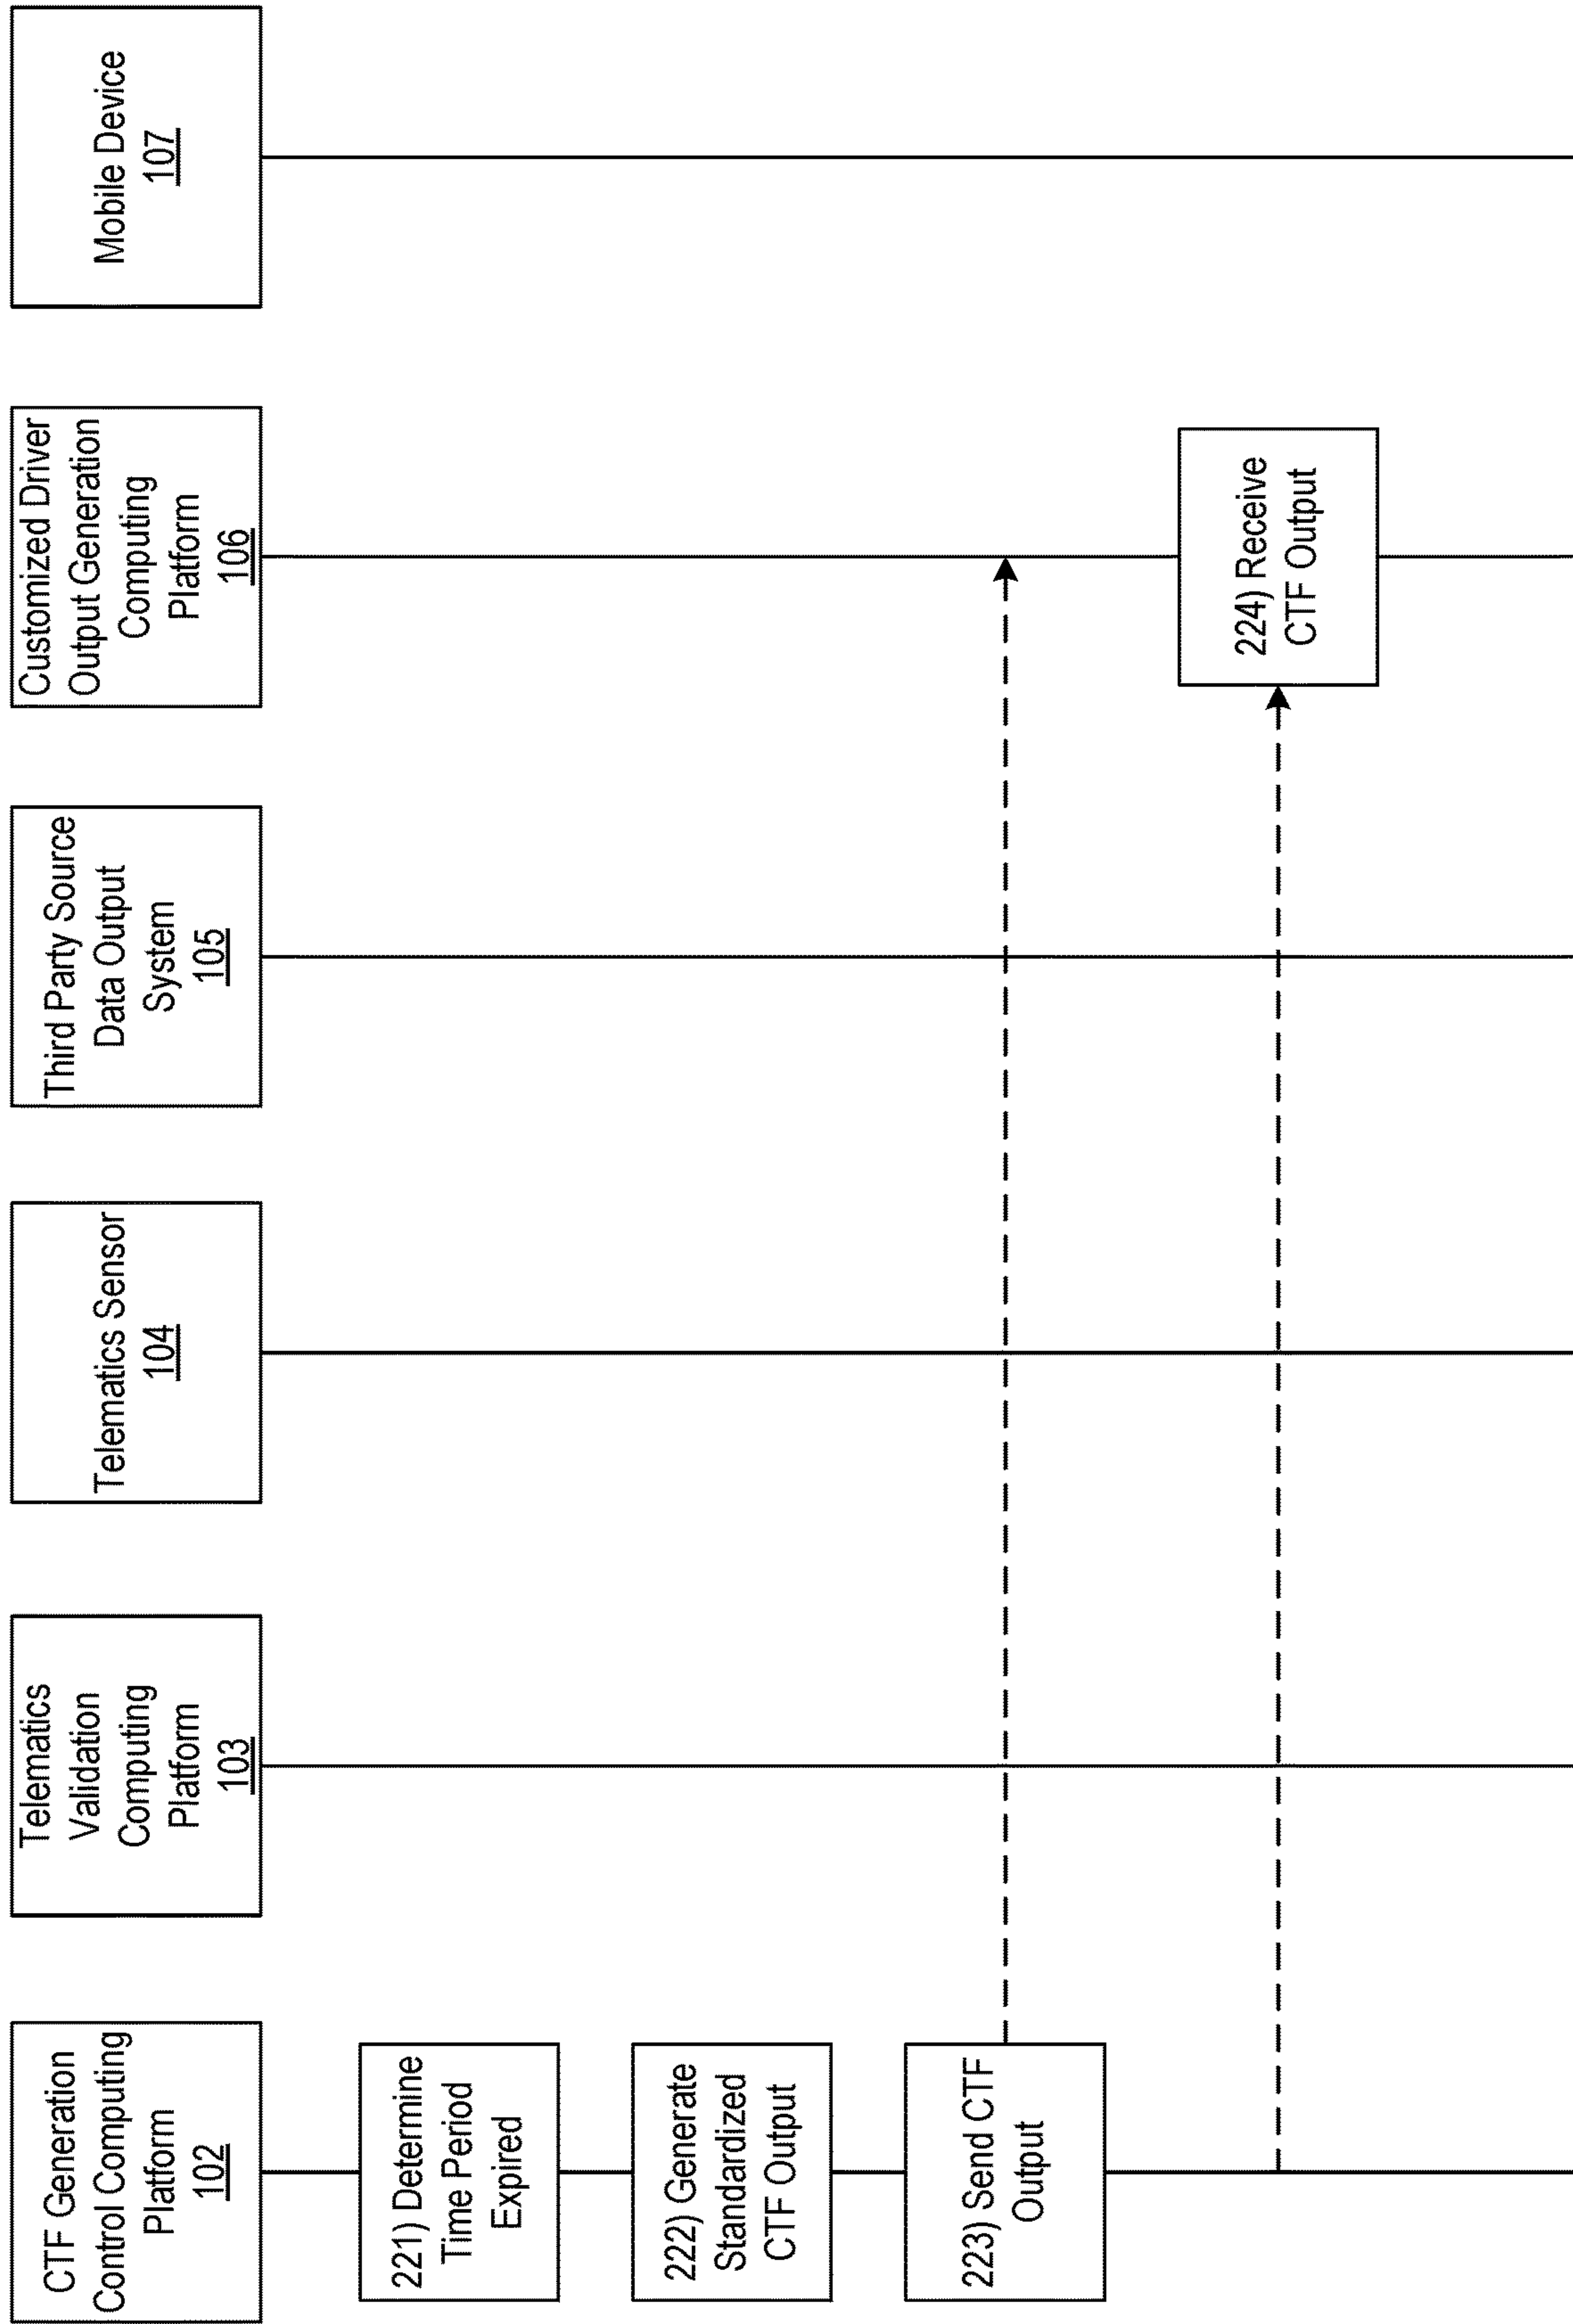 CTF Generation
Control Computing
Platform
102
Telematics
Validation
Computing
Platform
103
Telematics Sensor
104
Third Party Source
Data Output
System
105
Customized Driver
Output Generation
Computing
Platform
106
Mobile Device
107
221) Determine
Time Period
Expired
222) Generate
Standardized
CTF Output
223) Send CTF
Output
224) Receive
CTF Output